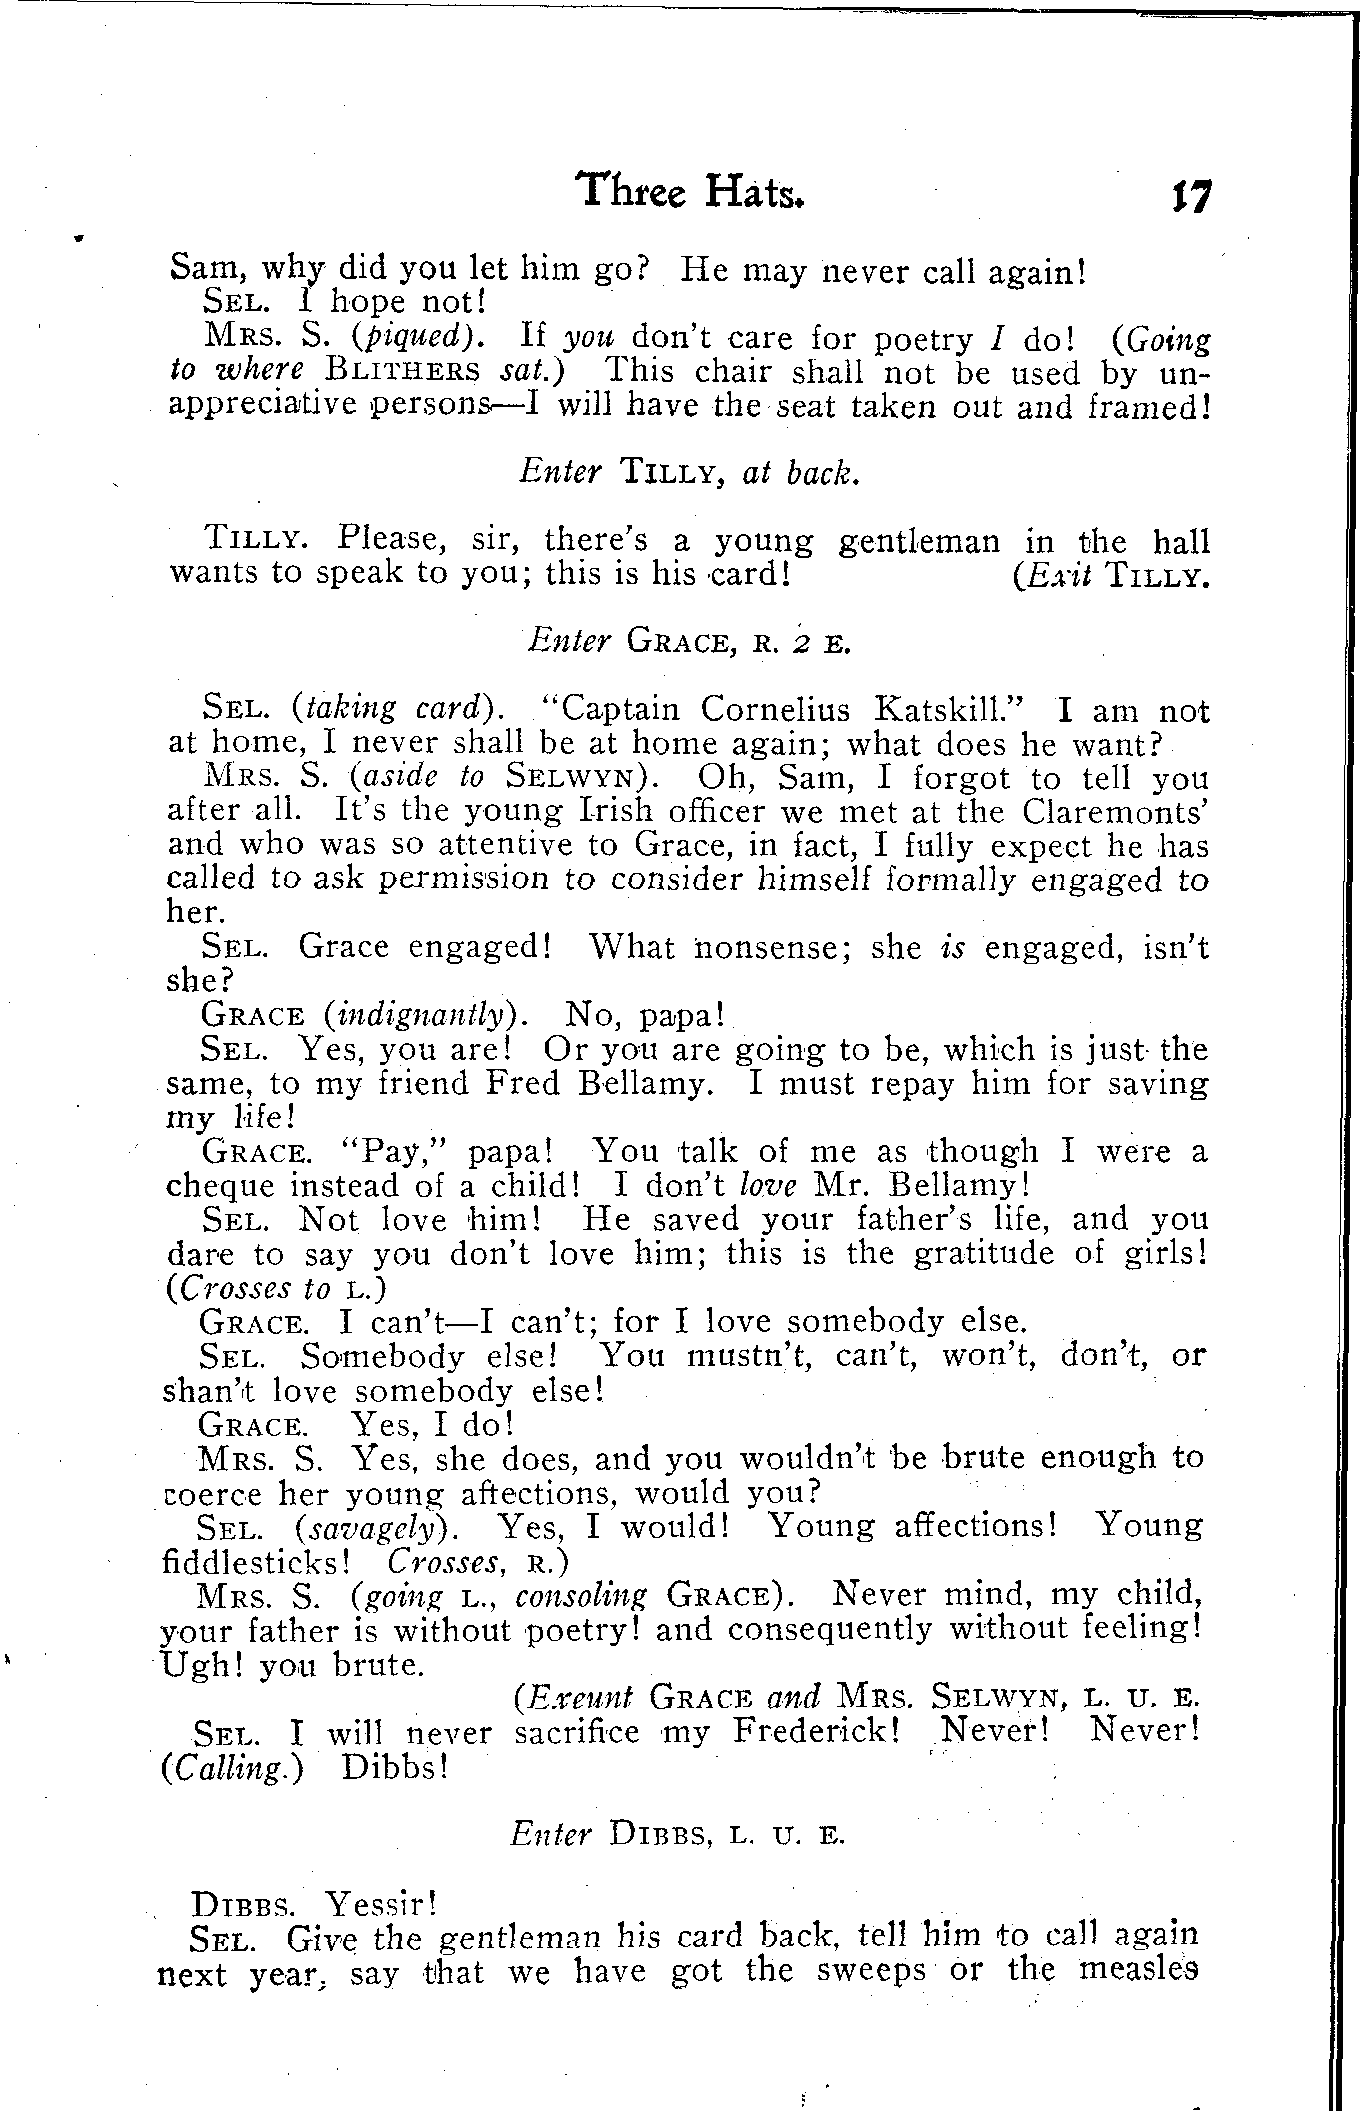 Three Hats. 17
Sam, why did you let him go? He may never call again!
SEL. I hope not!
MRS. S. (piqued). If you don't care for poetry I do! (Going
to where BLITHERS sat.) This chair shall not be used by un-
appreciative persons—I will have the seat taken out and framed!
Enter TILLY, at back.
TILLY. Please, sir, there's a young gentleman in the hall
wants to speak to you; this is his card! (Exit TILLY.
Enter GRACE, R. 2 E.
SEL. (taking card). "Captain Cornelius Katskill." I am not
at home, I never shall be at home again; what does he want?
MRS. S. (aside to SELWYN). Oh, Sam, I forgot to tell you
after all. It's the young Irish officer we met at the Claremonts'
and who was so attentive to Grace, in fact, I fully expect he has
called to ask permission to consider himself formally engaged to
her.
SEL. Grace engaged! What nonsense; she is engaged, isn't
she?
GRACE (indignantly). No, papa!
SEL. Yes, you are! Or you are going to be, which is just the
same, to my friend Fred Bellamy. I must repay him for saving
my life!
GRACE. "Pay," papa! You talk of me as though I were a
cheque instead of a child! I don't love Mr. Bellamy!
SEL. Not love him! He saved your father's life, and you
dare to say you don't love him; this is the gratitude of girls!
(Crosses to L.)
GRACE. I can't—I can't; for I love somebody else.
SEL. Somebody else! You mustn't, can't, won't, don't, or
shan't love somebody else!
GRACE. Yes, I do!
MRS. S. Yes, she does, and you wouldn't be brute enough to
coerce her young affections, would you?
SEL. (savagely). Yes, I would! Young affections! Young
fiddlesticks! Crosses, R.)
MRS. S. (going L., consoling GRACE). Never mind, my child,
your father is without poetry! and consequently without feeling!
Ugh! you brute.
(Exeunt GRACE and MRS. SELWYN, L. U. E.
SEL. I will never sacrifice my Frederick! Never! Never!
(Calling.) Dibbs!
Enter DIBBS, L. U. E.
DIBBS. Yessir!
SEL. Give the gentleman his card back, tell him to call again
next year, say that we have got the sweeps or the measles